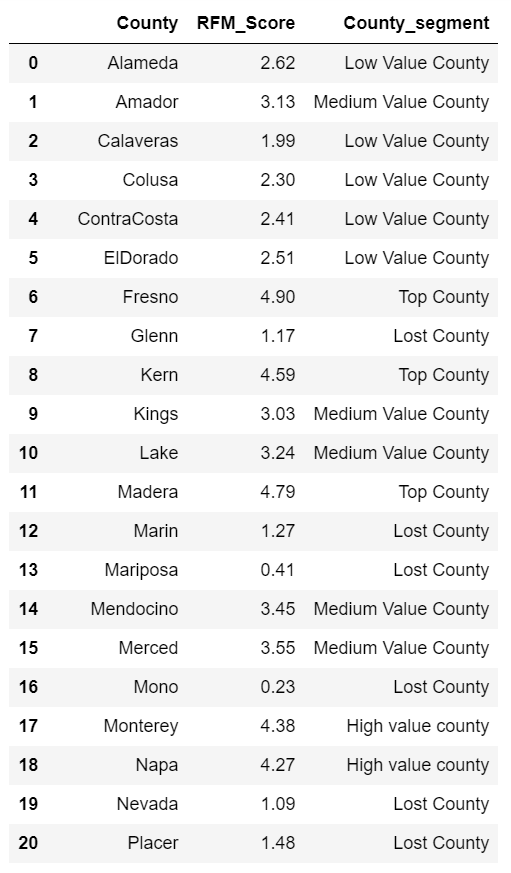 County RFM_Score County_segment
0 Alameda 2.62 Low Value County
1 Amador 3.13 Medium Value County
2 Calaveras 1.99 Low Value County
3 Colusa 2.30 Low Value County
4 ContraCosta 2.41 Low Value County
5 ElDorado 2.51 Low Value County
6 Fresno 4.90 Top County
7 Glenn 1.17 Lost County
8 Kern 4.59 Top County
9 Kings 3.03 Medium Value County
10 Lake 3.24 Medium Value County
11 Madera 4.79 Top County
12 Marin 1.27 Lost County
13 Mariposa 0.41 Lost County
14 Mendocino 3.45 Medium Value County
15 Merced 3.55 Medium Value County
16 Mono 0.23 Lost County
17 Monterey 4.38 High value county
18 Napa 4.27 High value county
19 Nevada 1.09 Lost County
20 Placer 1.48 Lost County